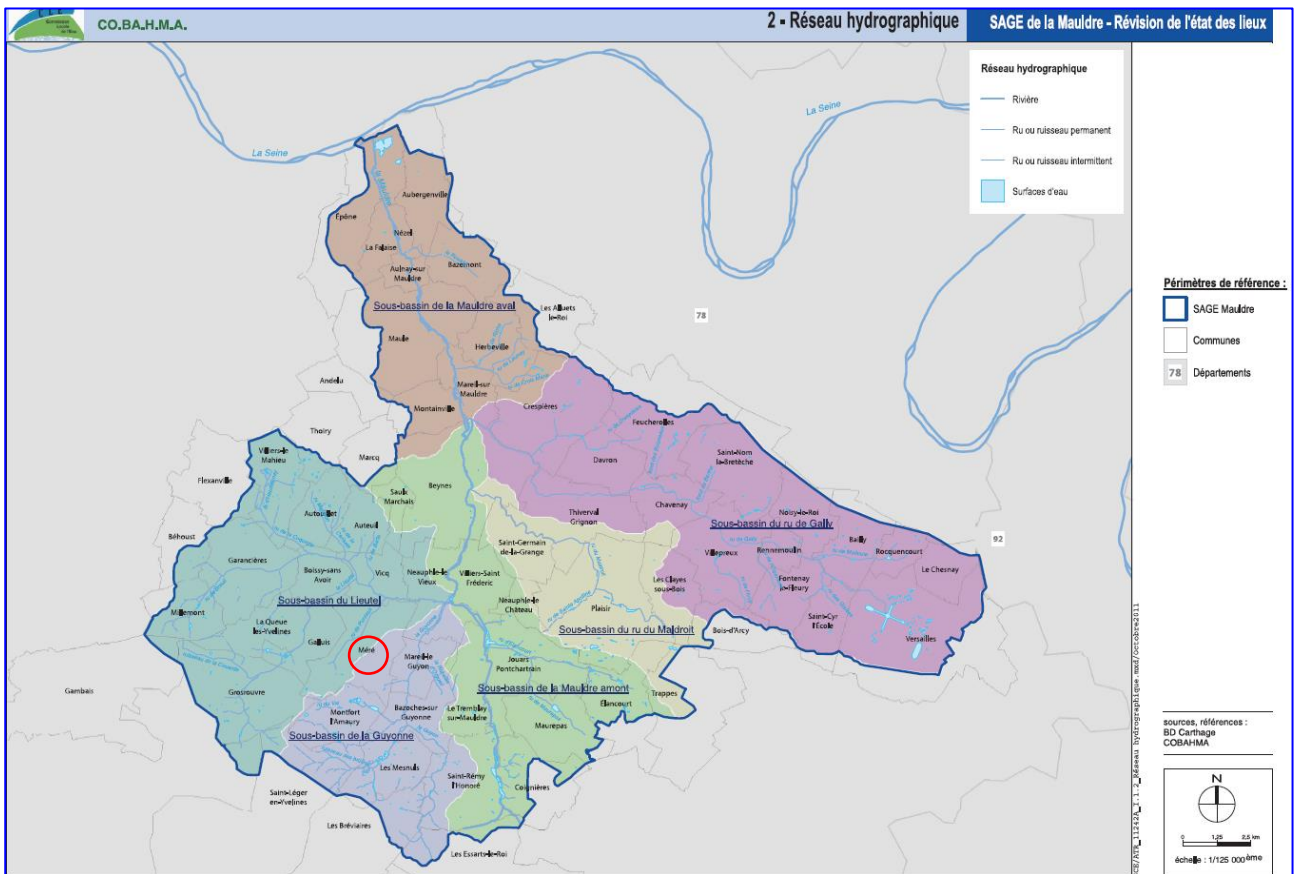 CO.BA.H.M.A.
2 - Réseau hydrographique
SAGE de la Mauldre - Révision de l'état des lieux
Réseau hydrographique
Rivière
Ru ou ruisseau permanent
Ru ou ruisseau intermittent
Surfaces d'eau
La Seine
La Seine
la Mauldre
Aubergenville
Épône
Nézel
La Falaise
Aulnay-sur
Mauldre
Bazemont
Sous-bassin de la Mauldre aval
Les Alluets
le-Roi
78
Maule
Herbeville
Andelu
Mareil-sur
Mauldre
Montainville
Crespières
Thoiry
Feucherolles
Villiers-le
Mahieu
Marcq
Davron
Saint-Nom
la-Bretèche
Flexanville
Saulx
Marchais
Beynes
Autouillet
Auteuil
Thiverval
Grignon
Chavenay
Noisy-le-Roi
Sous-bassin du ru de Gally
Béhoust
Saint-Germain
de-la-Grange
Bailly
92
Garancières
Villepreux
Rennemoulin
Rocquencourt
Boissy-sans
Avoir
Vicq
Neauphle-le
Vieux
Villiers-Saint
Fréderic
Les Clayes
sous-Bois
Fontenay
le-Fleury
Le Chesnay
Sous-bassin du Lieutel
Neauphle-le
Château
Plaisir
Millemont
Saint-Cyr
l'École
La Queue
les-Yvelines
Sous-bassin du ru du Maldroit
Bois-d'Arcy
Versailles
Galluis
Méré
Mareil-le
Guyon
Jouars
Pontchartrain
Gambais
Grosrouvre
Sous-bassin de la Mauldre amont
Trappes
Bazoches-sur
Guyonne
Le Tremblay
sur-Mauldre
Élancourt
Montfort
l'Amaury
Maurepas
Sous-bassin de la Guyonne
Les Mesnuls
Saint-Rémy
l'Honoré
Coignières
Saint-Léger
en-Yvelines
Les Bréviaires
Les Essarts-le-Roi
Périmètres de référence :
SAGE Mauldre
Communes
78 Départements
sources, références :
BD Carthage
COBAHMA
N
0 1,25 2,5 km
échelle : 1/125 000ème